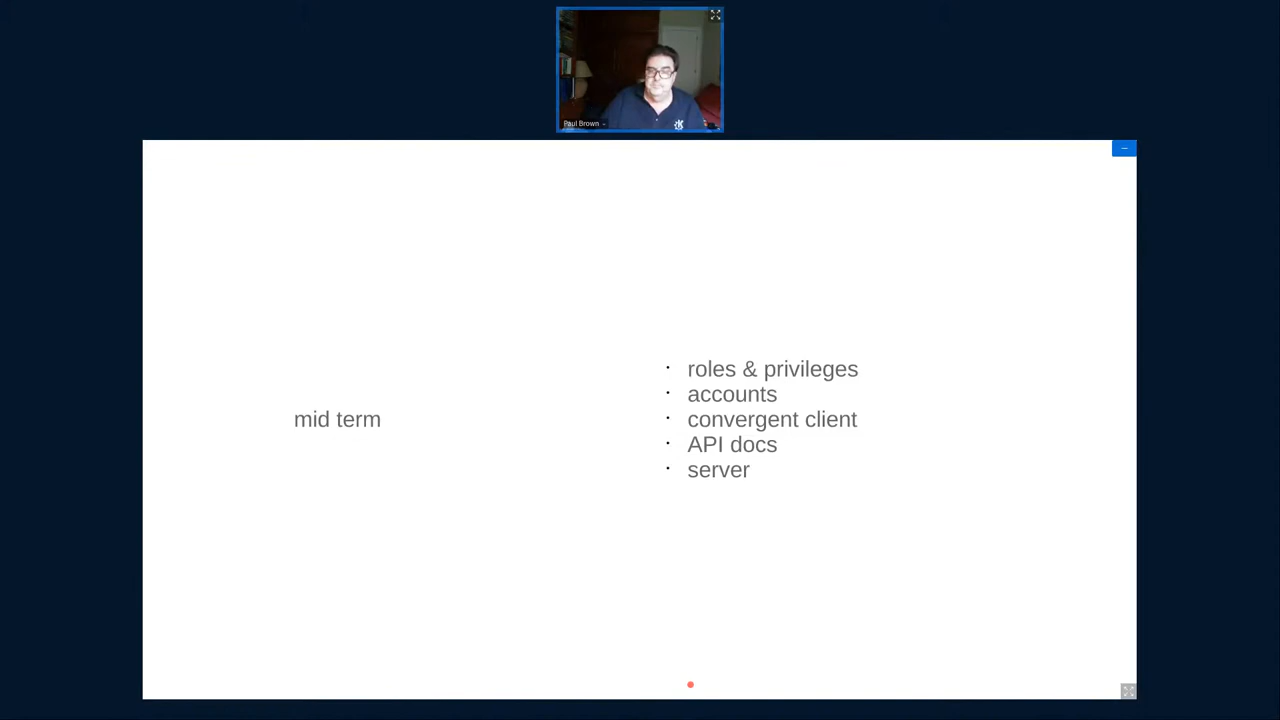 Paul Brown
mid term
· roles & privileges
· accounts
· convergent client
· API docs
· server